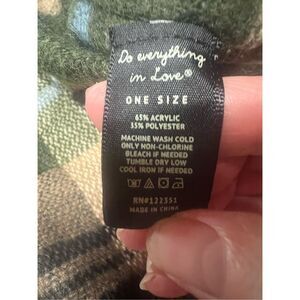 Do everything
in Love®
ONE SIZE
65% ACRYLIC
35% POLYESTER
MACHINE WASH COLD
ONLY NON-CHLORINE
BLEACH IF NEEDED
TUMBLE DRY LOW
COOL IRON IF NEEDED
RN#122351
MADE IN CHINA